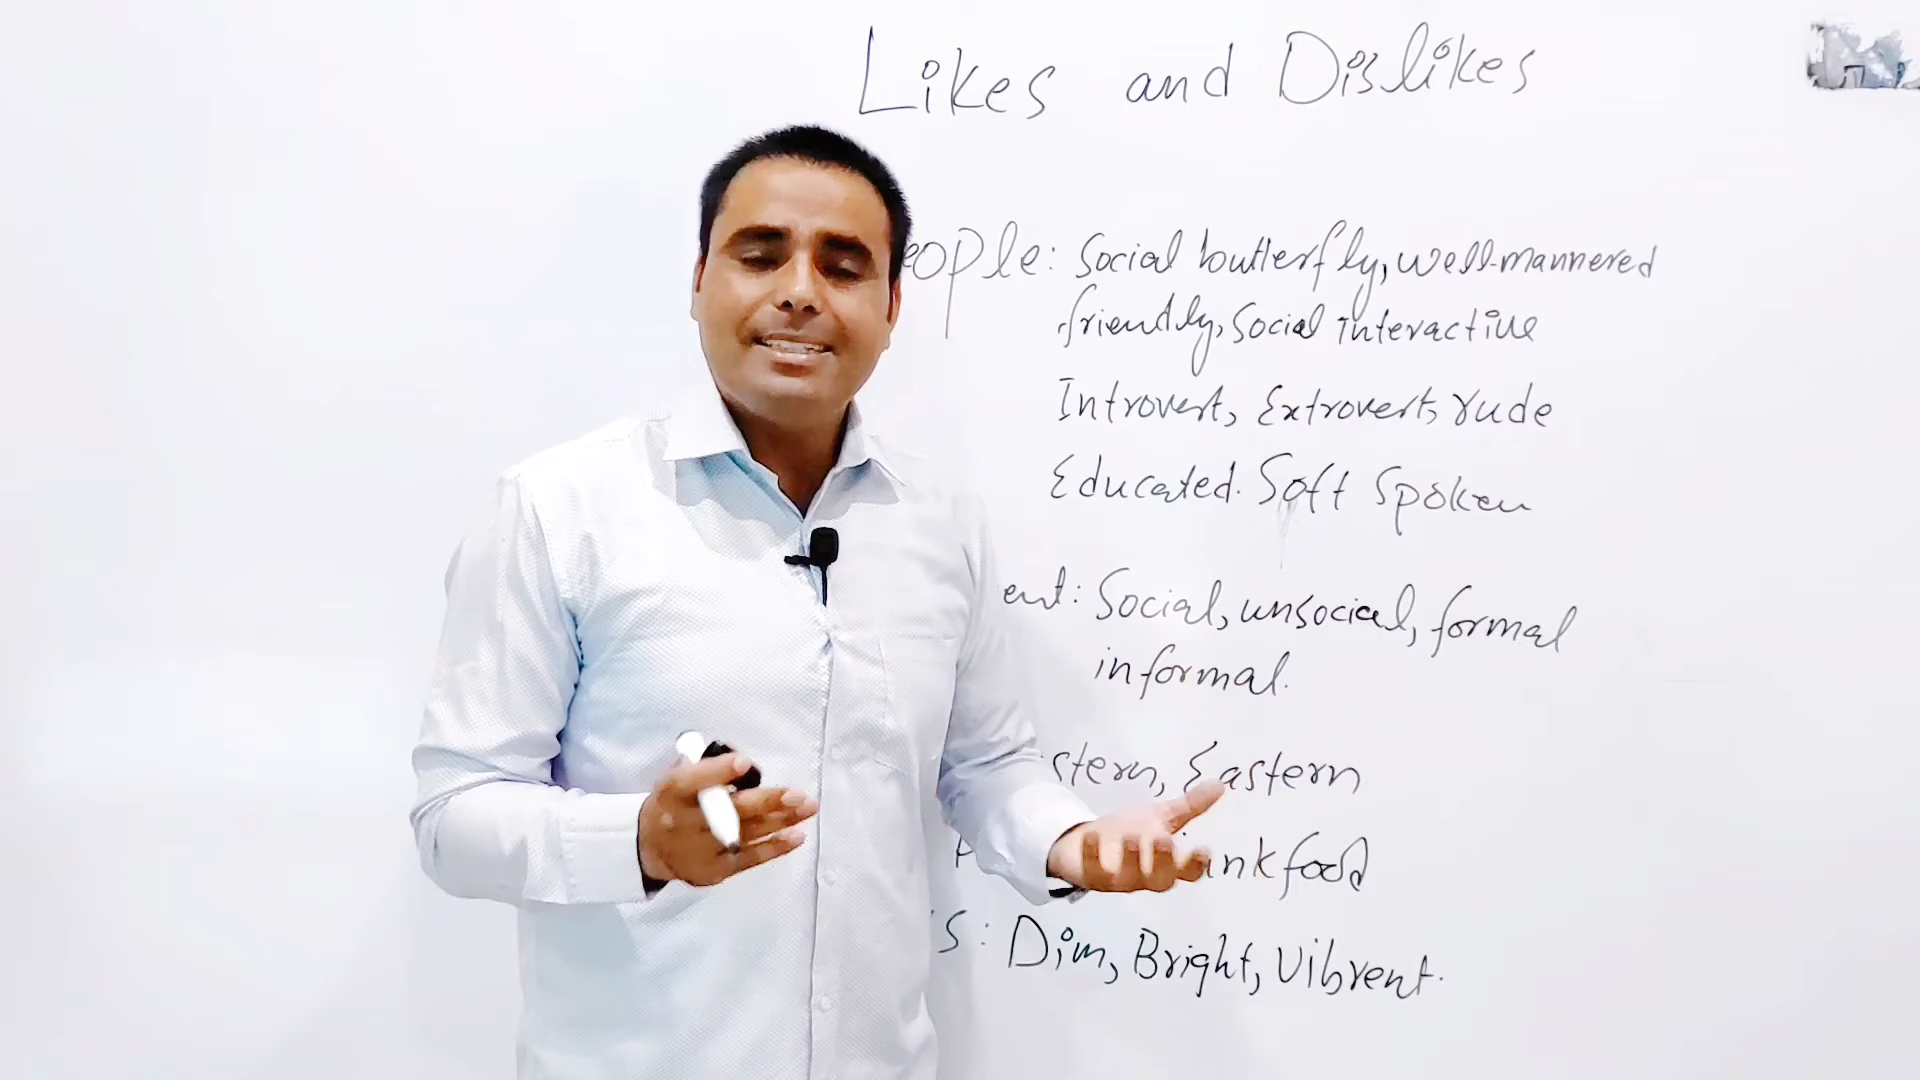 Likes and Dislikes
eople: Social butterfly, well-mannered
friendly, Social interactive
Introvert, Extrovert, rude
Educated. Soft Spoken
ent: Social, unsocial, formal
informal.
stern, Eastern
unkfood
s: Dim, Bright, Vibrent.